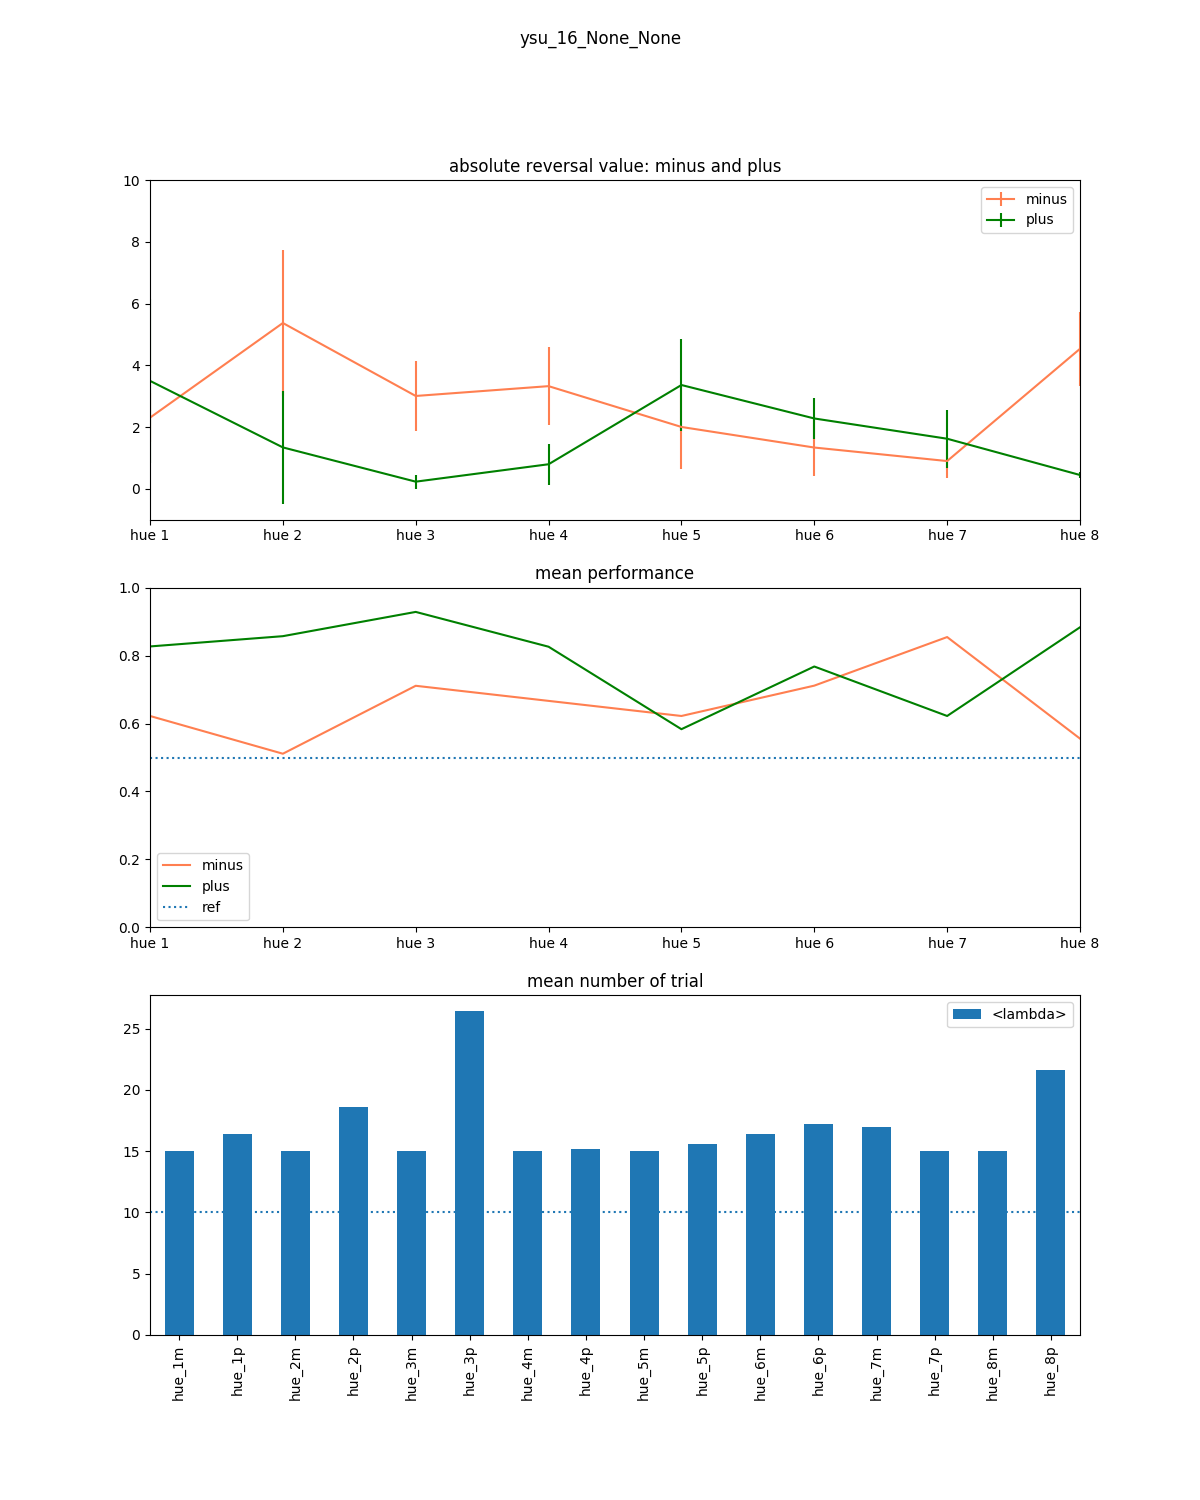 ysu_16_None_None
absolute reversal value: minus and plus
10
8
6
4
2
0
minus
plus
hue 1 hue 2 hue 3 hue 4 hue 5 hue 6 hue 7 hue 8
mean performance
1.0
0.8
0.6
0.4
0.2
0.0
minus
plus
ref
hue 1 hue 2 hue 3 hue 4 hue 5 hue 6 hue 7 hue 8
mean number of trial
25
20
15
10
5
0
<lambda>
hue_1m hue_1p hue_2m hue_2p hue_3m hue_3p hue_4m hue_4p hue_5m hue_5p hue_6m hue_6p hue_7m hue_7p hue_8m hue_8p